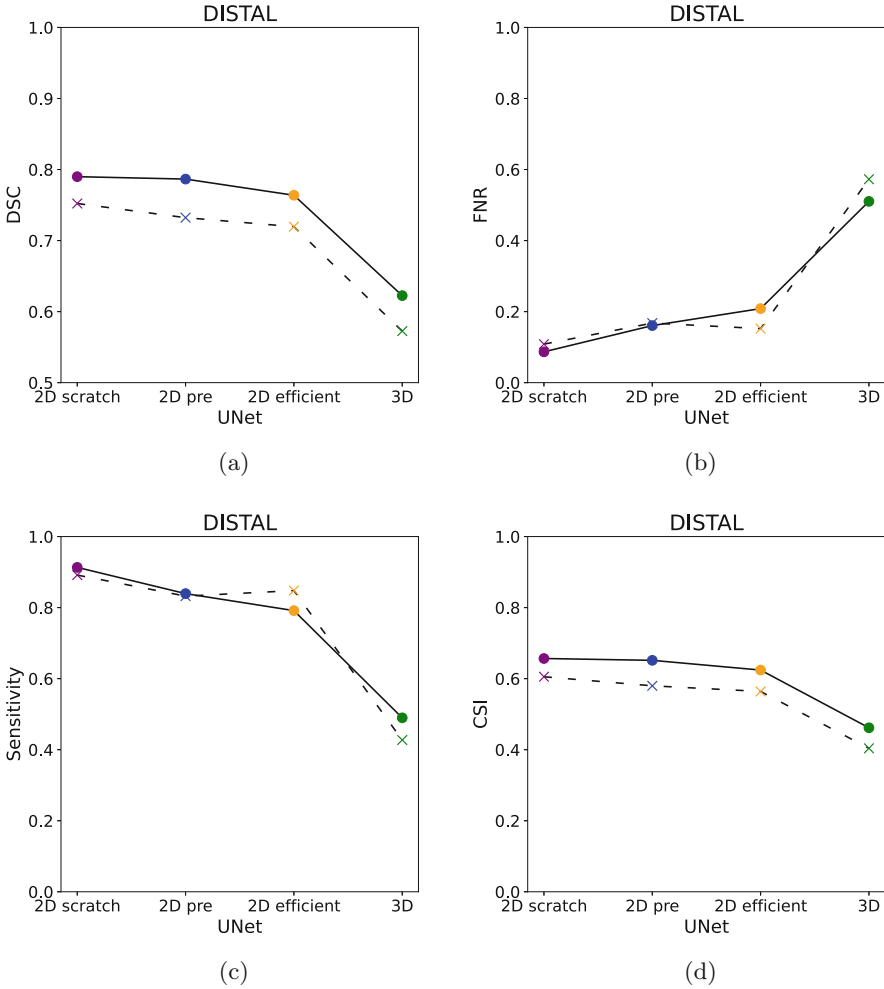 DISTAL
1.0
0.9
0.8
0.7
0.6
0.5
DSC
2D scratch 2D pre 2D efficient 3D
UNet
(a)
DISTAL
1.0
0.8
0.6
0.4
0.2
0.0
FNR
2D scratch 2D pre 2D efficient 3D
UNet
(b)
DISTAL
1.0
0.8
0.6
0.4
0.2
0.0
Sensitivity
2D scratch 2D pre 2D efficient 3D
UNet
(c)
DISTAL
1.0
0.8
0.6
0.4
0.2
0.0
CSI
2D scratch 2D pre 2D efficient 3D
UNet
(d)